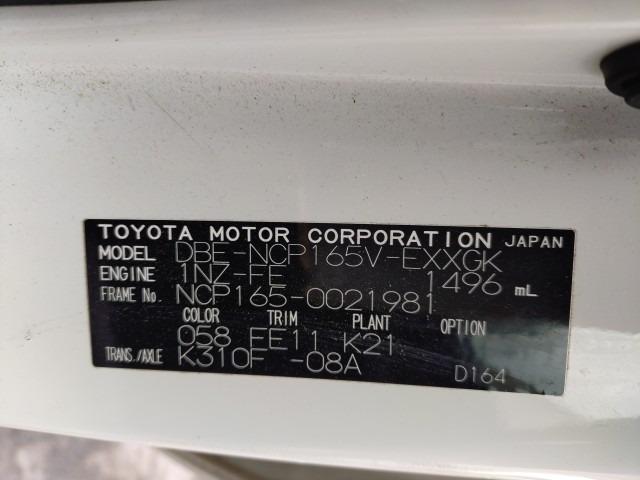 TOYOTA MOTOR CORPORATION JAPAN
MODEL DBE-NCP165V-EXXGK
ENGINE 1NZ-FE 1496 mL
FRAME No. NCP165-0021981
COLOR TRIM PLANT OPTION
058 EE11 K21
TRANS./AXLE K310F -08A
D164